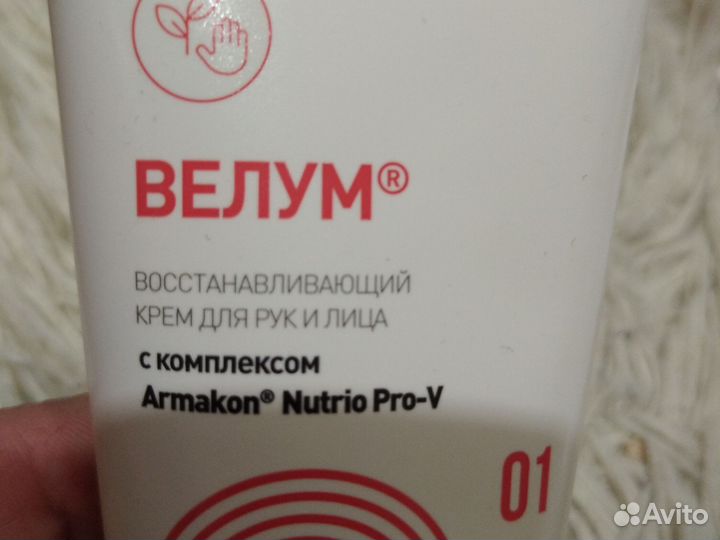 ВЕЛУМ®
ВОССТАНАВЛИВАЮЩИЙ
КРЕМ ДЛЯ РУК И ЛИЦА
С КОМПЛЕКСОМ
Armakon® Nutrio Pro-V
01
Avito